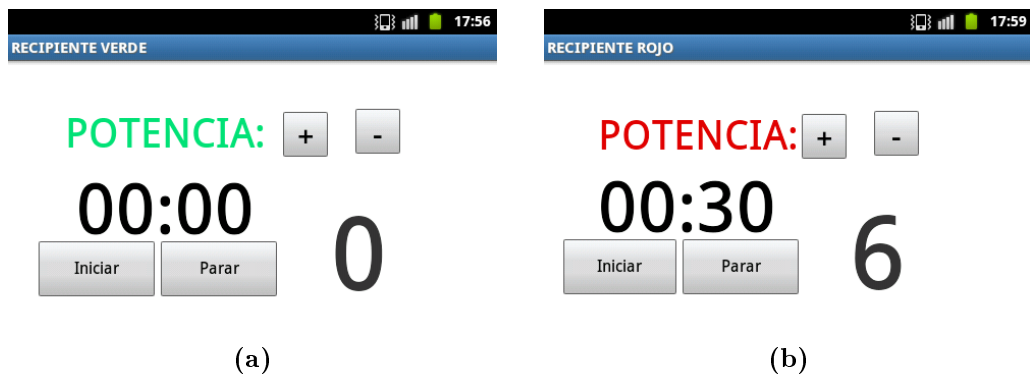 17:56
RECIPIENTE VERDE
POTENCIA: + -
00:00
0
Iniciar Parar
(a)
17:59
RECIPIENTE ROJO
POTENCIA: + -
00:30
6
Iniciar Parar
(b)